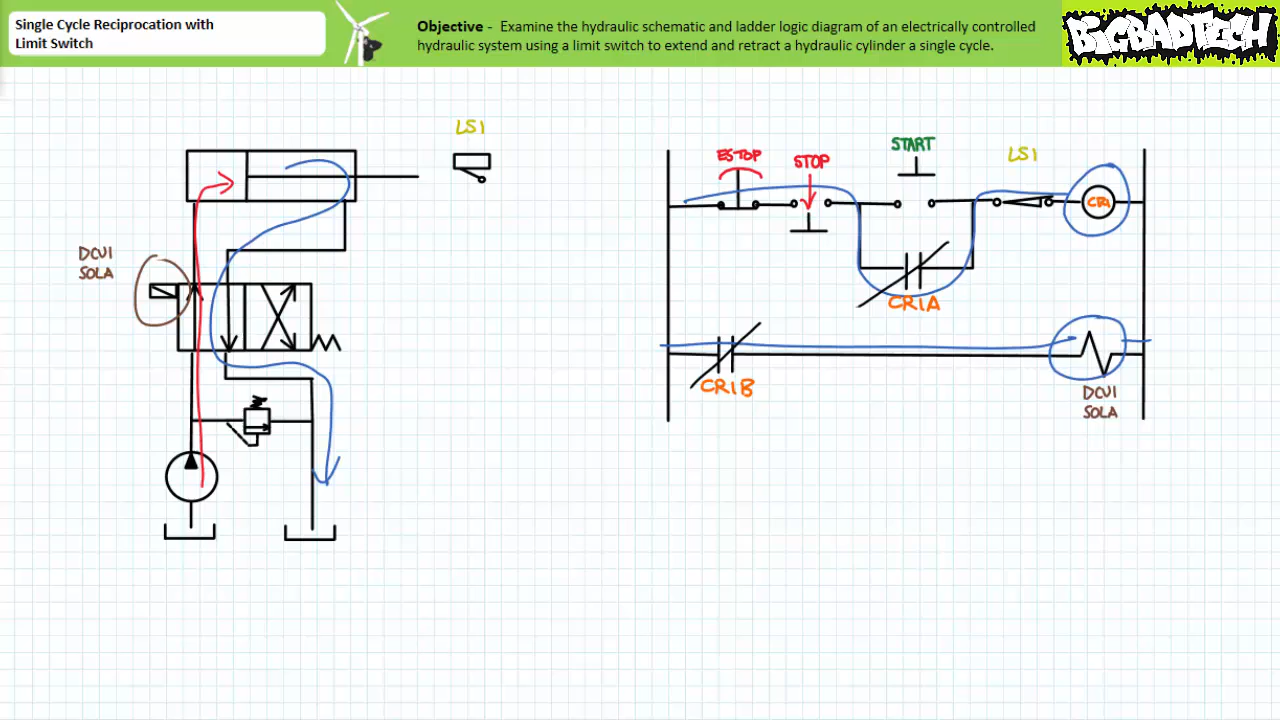 Single Cycle Reciprocation with
Limit Switch
Objective - Examine the hydraulic schematic and ladder logic diagram of an electrically controlled
hydraulic system using a limit switch to extend and retract a hydraulic cylinder a single cycle.
BIGBADTECH
LS1
DCV1
SOLA
ESTOP
STOP
START
LS1
CR1
CR1A
CR1B
DCV1
SOLA